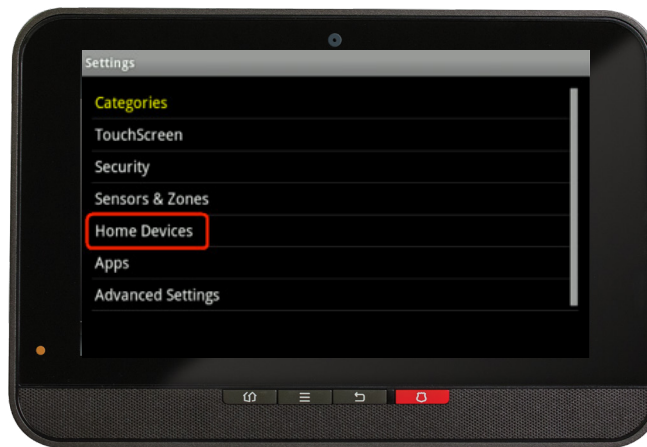 Settings
Categories
TouchScreen
Security
Sensors & Zones
Home Devices
Apps
Advanced Settings